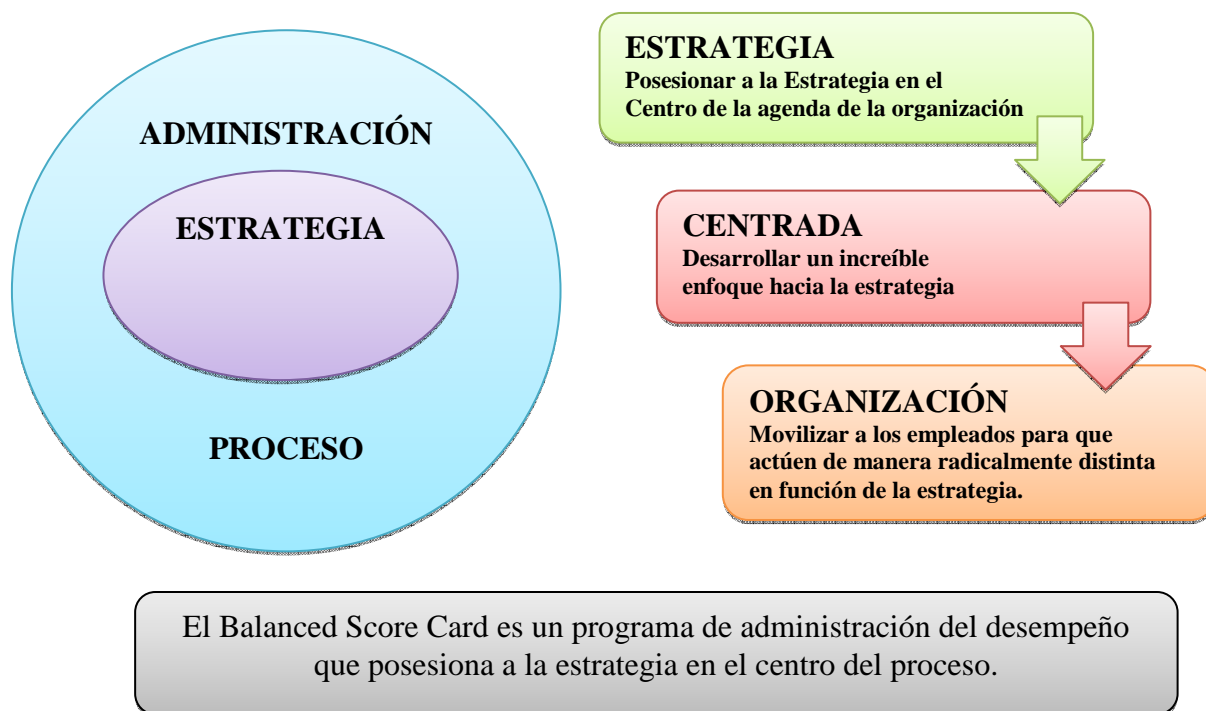 ADMINISTRACIÓN
ESTRATEGIA
PROCESO
ESTRATEGIA
Posesionar a la Estrategia en el
Centro de la agenda de la organización
CENTRADA
Desarrollar un increíble
enfoque hacia la estrategia
ORGANIZACIÓN
Movilizar a los empleados para que
actúen de manera radicalmente distinta
en función de la estrategia.
El Balanced Score Card es un programa de administración del desempeño
que posesiona a la estrategia en el centro del proceso.